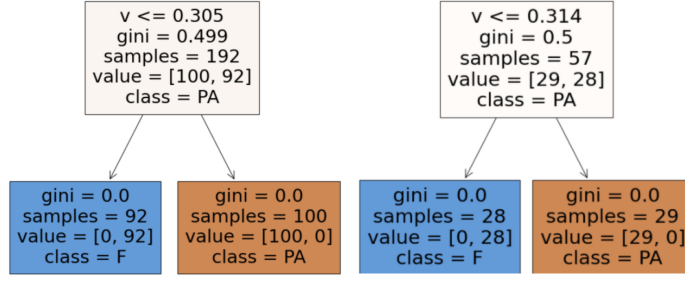 v <= 0.305
gini = 0.499
samples = 192
value = [100, 92]
class = PA
gini = 0.0
samples = 92
value = [0, 92]
class = F
gini = 0.0
samples = 100
value = [100, 0]
class = PA
v <= 0.314
gini = 0.5
samples = 57
value = [29, 28]
class = PA
gini = 0.0
samples = 28
value = [0, 28]
class = F
gini = 0.0
samples = 29
value = [29, 0]
class = PA